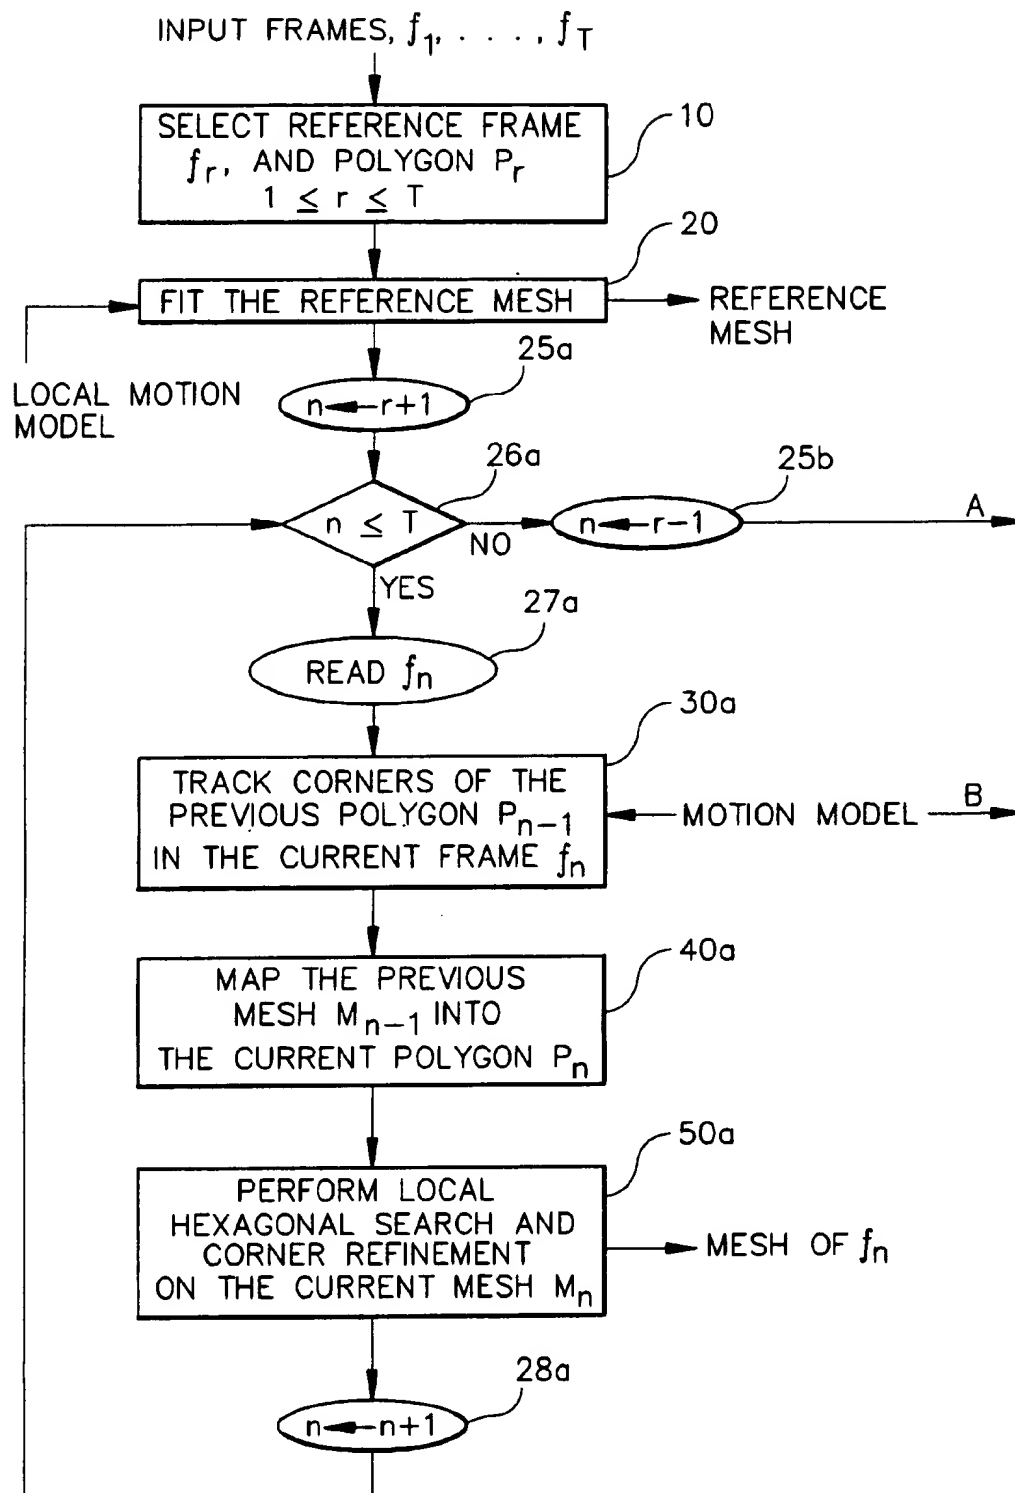 INPUT FRAMES, f1, . . . , fT
10
SELECT REFERENCE FRAME
fr, AND POLYGON Pr
1 ≤ r ≤ T
20
FIT THE REFERENCE MESH
REFERENCE
MESH
LOCAL MOTION
MODEL
25a
n←r+1
26a
n ≤ T
NO
25b
n←r−1
A
YES
27a
READ fn
30a
TRACK CORNERS OF THE
PREVIOUS POLYGON Pn−1
IN THE CURRENT FRAME fn
MOTION MODEL
B
40a
MAP THE PREVIOUS
MESH Mn−1 INTO
THE CURRENT POLYGON Pn
50a
PERFORM LOCAL
HEXAGONAL SEARCH AND
CORNER REFINEMENT
ON THE CURRENT MESH Mn
MESH OF fn
28a
n←n+1